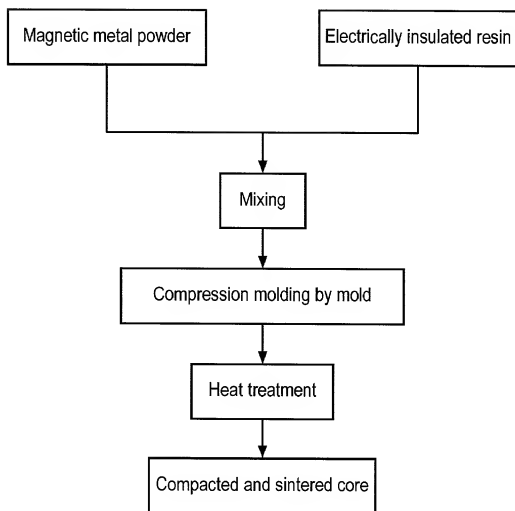 Magnetic metal powder
Electrically insulated resin
Mixing
Compression molding by mold
Heat treatment
Compacted and sintered core